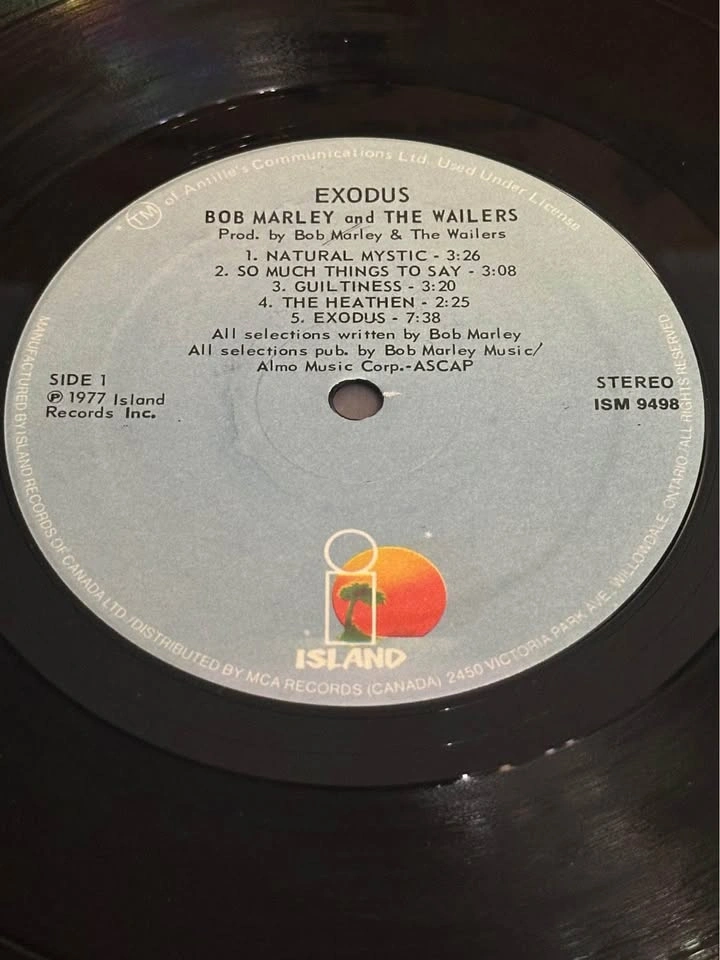 TM of Antille's Communications Ltd. Used Under License
EXODUS
BOB MARLEY and THE WAILERS
Prod. by Bob Marley & The Wailers
1. NATURAL MYSTIC - 3:26
2. SO MUCH THINGS TO SAY - 3:08
3. GUILTINESS - 3:20
4. THE HEATHEN - 2:25
5. EXODUS - 7:38
All selections written by Bob Marley
All selections pub. by Bob Marley Music/
Almo Music Corp.-ASCAP
SIDE 1
℗ 1977 Island
Records Inc.
STEREO
ISM 9498
i
ISLAND
MANUFACTURED BY ISLAND RECORDS OF CANADA LTD./DISTRIBUTED BY MCA RECORDS (CANADA) 2450 VICTORIA PARK AVE. WILLOWDALE, ONTARIO/ALL RIGHTS RESERVED